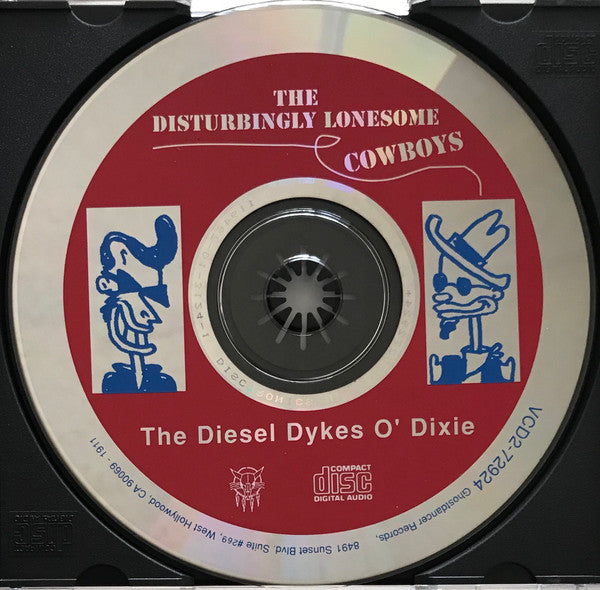 THE
DISTURBINGLY LONESOME
COWBOYS
The Diesel Dykes O' Dixie
COMPACT
disc
DIGITAL AUDIO
VCD2-72924 Ghostdancer Records,
8491 Sunset Blvd. Suite #269, West Hollywood, CA 90069 - 1911